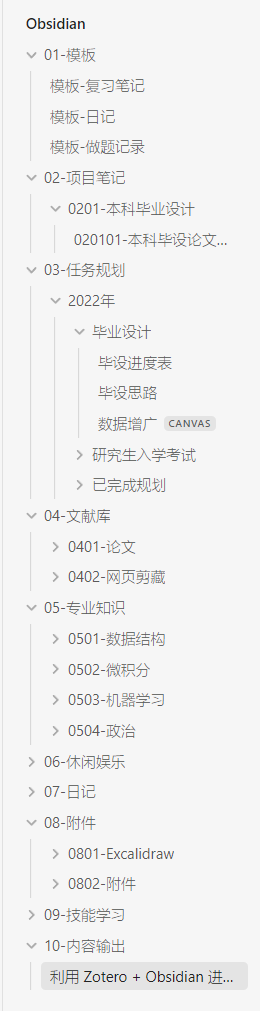 Obsidian
01-模板
模板-复习笔记
模板-日记
模板-做题记录
02-项目笔记
0201-本科毕业设计
020101-本科毕设论文...
03-任务规划
2022年
毕业设计
毕设进度表
毕设思路
数据增广 CANVAS
研究生入学考试
已完成规划
04-文献库
0401-论文
0402-网页剪藏
05-专业知识
0501-数据结构
0502-微积分
0503-机器学习
0504-政治
06-休闲娱乐
07-日记
08-附件
0801-Excalidraw
0802-附件
09-技能学习
10-内容输出
利用 Zotero + Obsidian 进...